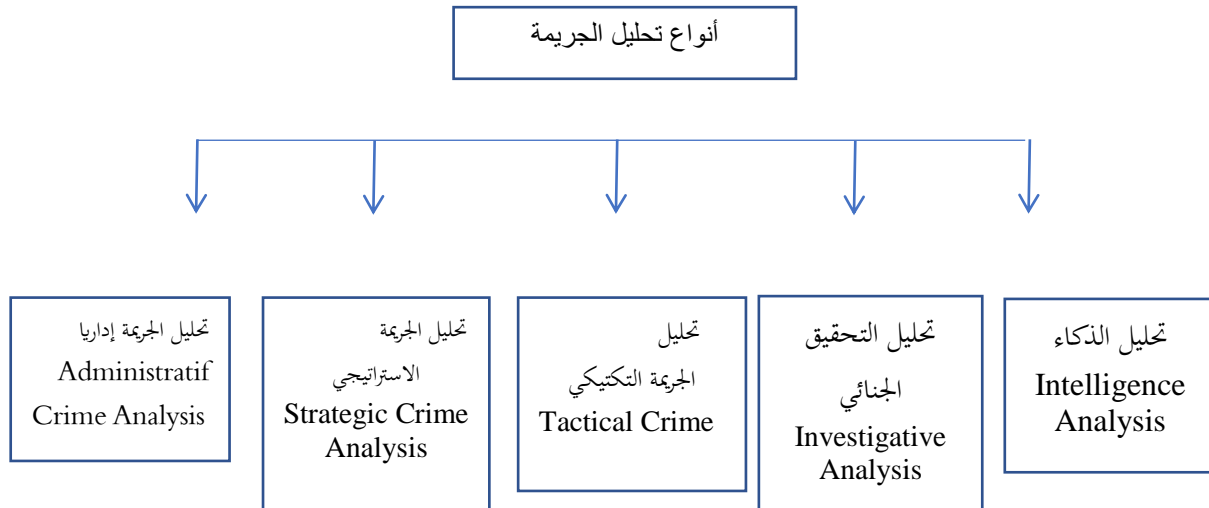 أنواع تحليل الجريمة
تحليل الذكاء
Intelligence
Analysis
تحليل التحقيق
الجنائي
Investigative
Analysis
تحليل
الجريمة التكتيكي
Tactical Crime
تحليل الجريمة
الاستراتيجي
Strategic Crime
Analysis
تحليل الجريمة إداريا
Administratif
Crime Analysis